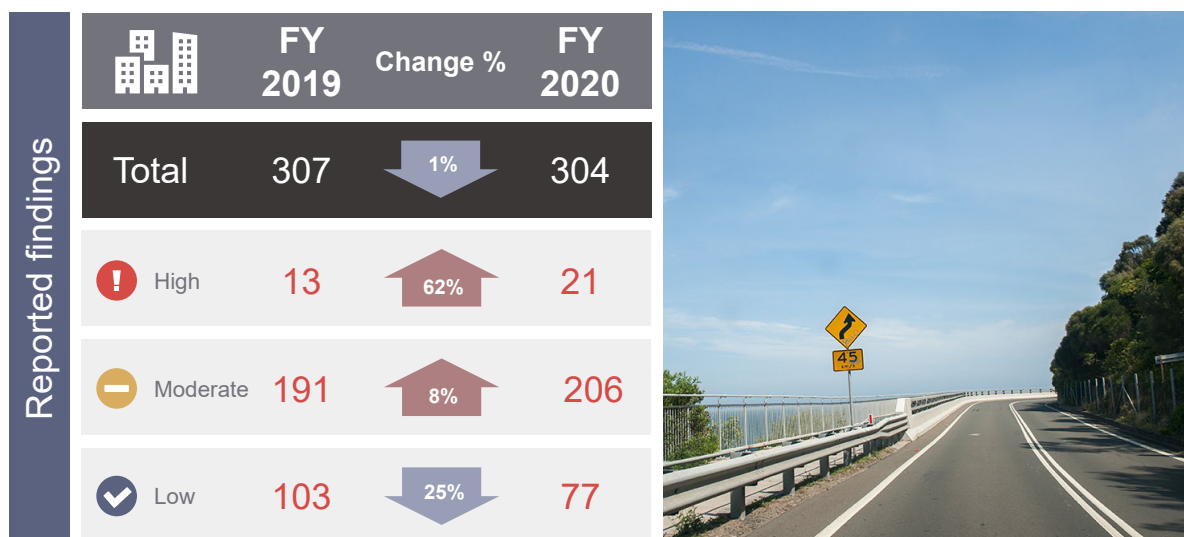 Reported findings
FY
2019
Change %
FY
2020
Total
307
1%
304
High
13
62%
21
Moderate
191
8%
206
Low
103
25%
77
45
km/h